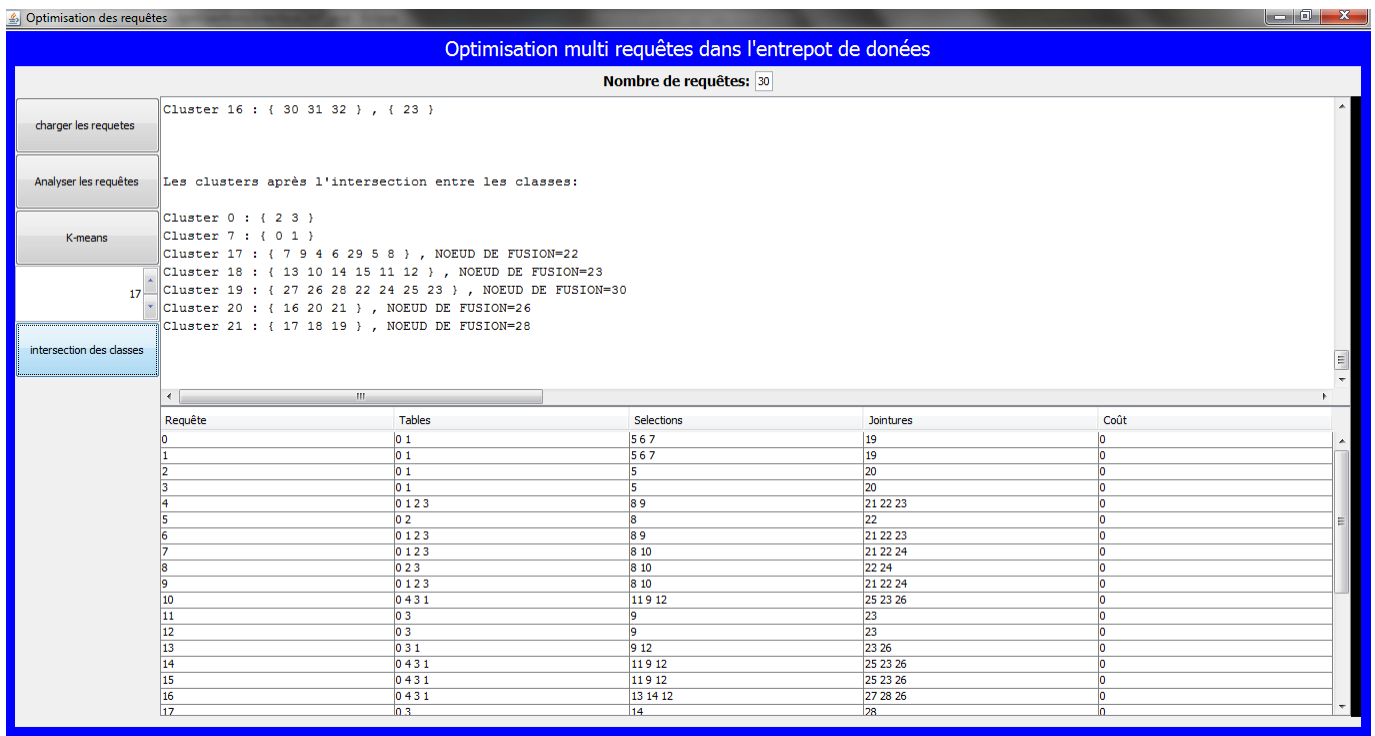 Optimisation des requêtes
Optimisation multi requêtes dans l'entrepot de donées
Nombre de requêtes: 30
charger les requetes
Analyser les requêtes
K-means
17
intersection des classes
Cluster 16 : { 30 31 32 } , { 23 }
Les clusters après l'intersection entre les classes:
Cluster 0 : { 2 3 }
Cluster 7 : { 0 1 }
Cluster 17 : { 7 9 4 6 29 5 8 } , NOEUD DE FUSION=22
Cluster 18 : { 13 10 14 15 11 12 } , NOEUD DE FUSION=23
Cluster 19 : { 27 26 28 22 24 25 23 } , NOEUD DE FUSION=30
Cluster 20 : { 16 20 21 } , NOEUD DE FUSION=26
Cluster 21 : { 17 18 19 } , NOEUD DE FUSION=28
Requête Tables Selections Jointures Coût
0 0 1 5 6 7 19 0
1 0 1 5 6 7 19 0
2 0 1 5 20 0
3 0 1 5 20 0
4 0 1 2 3 8 9 21 22 23 0
5 0 2 8 22 0
6 0 1 2 3 8 9 21 22 23 0
7 0 1 2 3 8 10 21 22 24 0
8 0 2 3 8 10 22 24 0
9 0 1 2 3 8 10 21 22 24 0
10 0 4 3 1 11 9 12 25 23 26 0
11 0 3 9 23 0
12 0 3 9 23 0
13 0 3 1 9 12 23 26 0
14 0 4 3 1 11 9 12 25 23 26 0
15 0 4 3 1 11 9 12 25 23 26 0
16 0 4 3 1 13 14 12 27 28 26 0
17 0 3 14 28 0